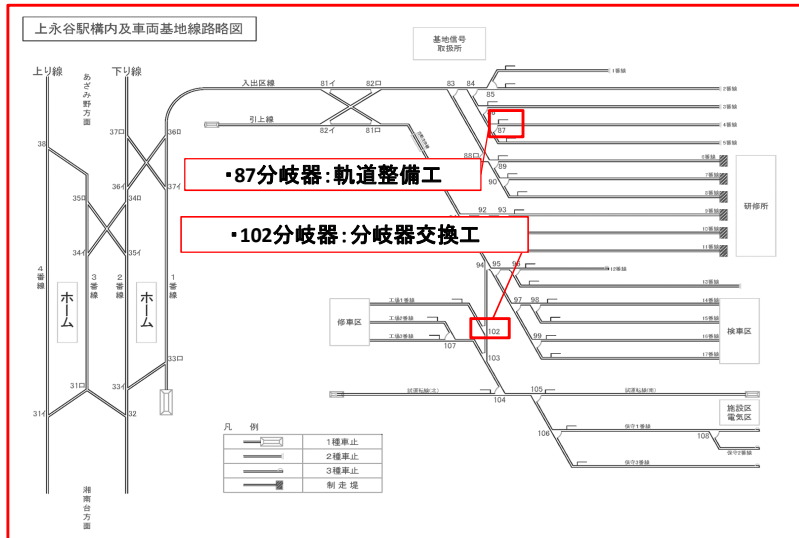 上永谷駅構内及車両基地線路略図
基地信号
取扱所
上り線
あざみ野方面
下り線
入出区線
81イ
82ロ
83
84
85
1番線
2番線
3番線
4番線
5番線
87
引上線
82イ
81ロ
38
37ロ
36ロ
36イ
37イ
35ロ
34ロ
34イ
35イ
88ロ
89
90
6番線
7番線
8番線
9番線
10番線
11番線
研修所
・87分岐器:軌道整備工
・102分岐器:分岐器交換工
92
93
94
95
96
12番線
13番線
97
98
99
14番線
15番線
16番線
17番線
検車区
4番線
3番線
2番線
1番線
ホーム
ホーム
修車区
工場1番線
工場2番線
工場3番線
107
102
103
104
33ロ
33イ
31ロ
31イ
32
試運転線(北)
105
試運転線(南)
施設区
電気区
106
保守1番線
108
保守2番線
保守3番線
凡 例
1種車止
2種車止
3種車止
制走堤
湘南台方面